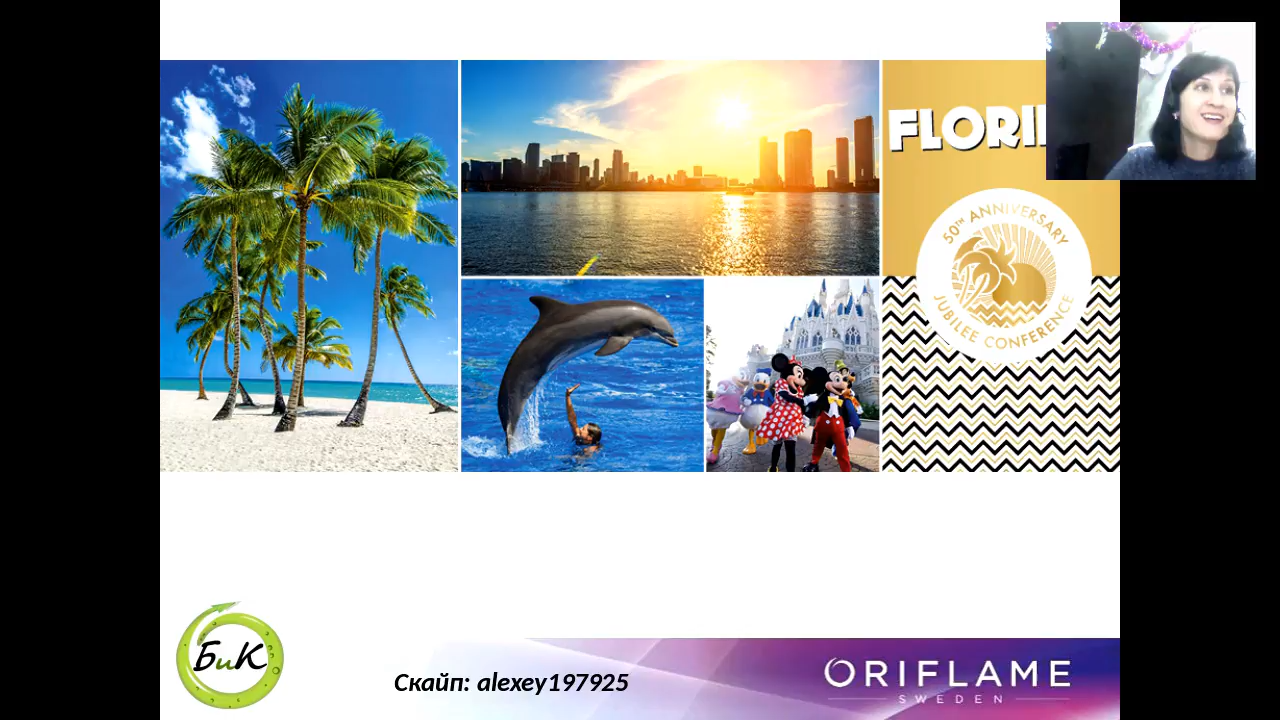 FLORI
50TH ANNIVERSARY
JUBILEE CONFERENCE
БиК
Скайп: alexey197925
ORIFLAME
SWEDEN